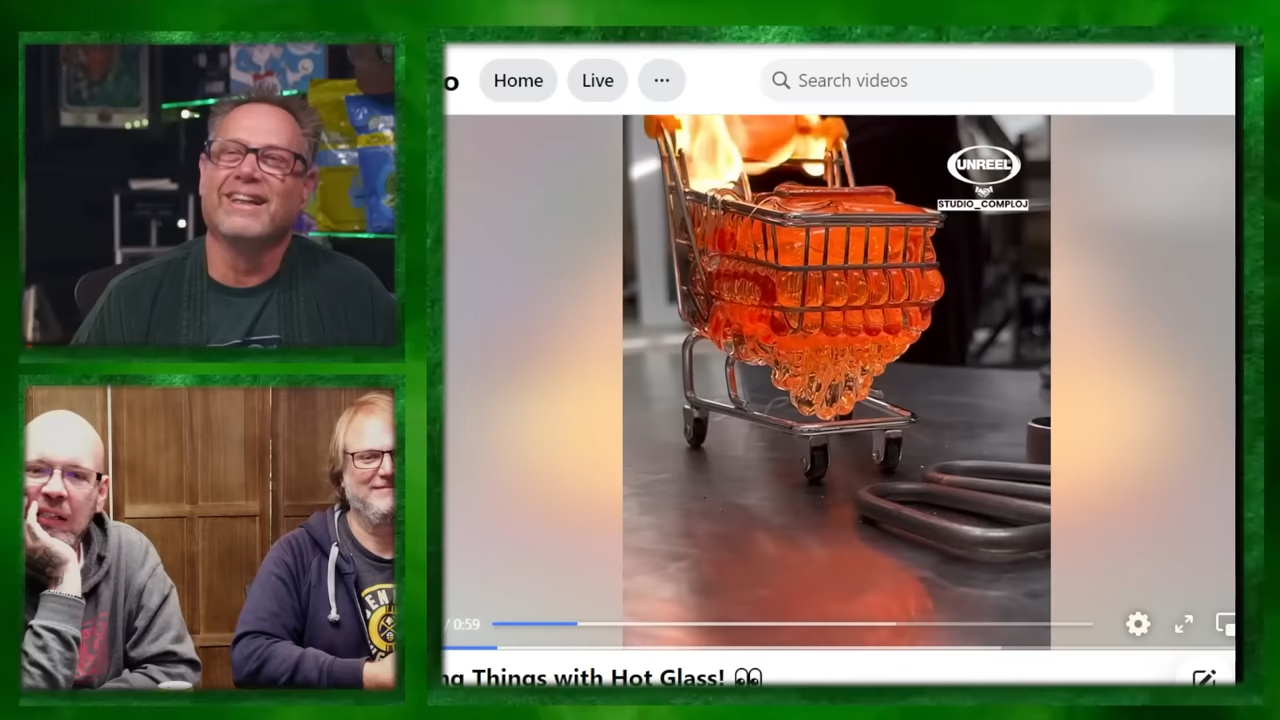 o
Home
Live
...
Search videos
UNREEL
STUDIO_COMPLOJ
/ 0:59
ng Things with Hot Glass! 👀